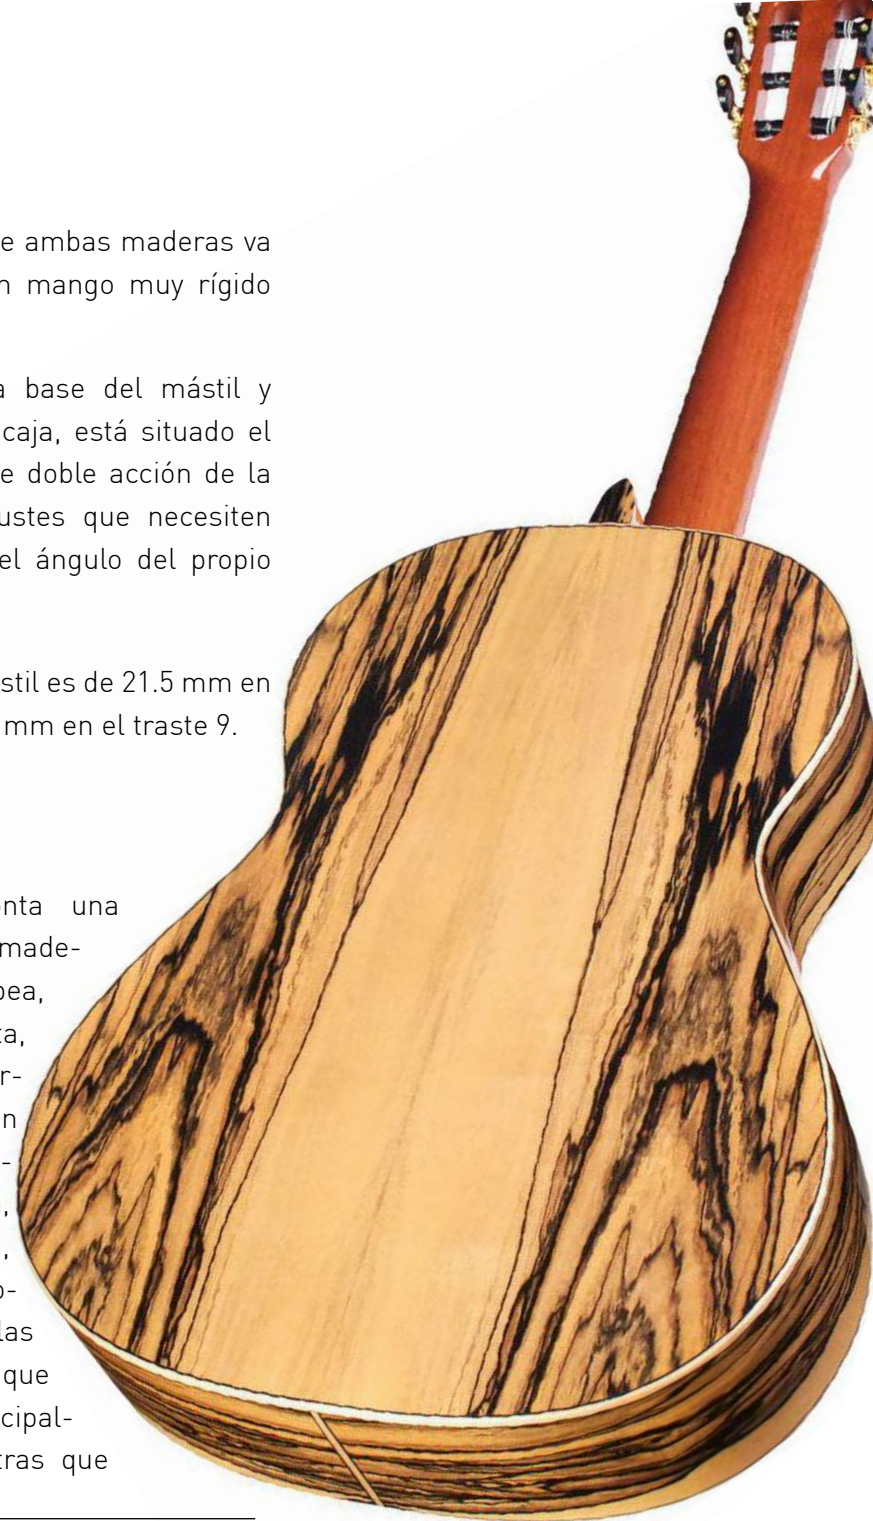 e ambas maderas va
n mango muy rígido
a base del mástil y
caja, está situado el
e doble acción de la
ustes que necesiten
el ángulo del propio
stil es de 21.5 mm en
mm en el traste 9.
onta una
made-
pea,
ta,
r-
n
-
,
,
o-
las
que
cipal-
tras que